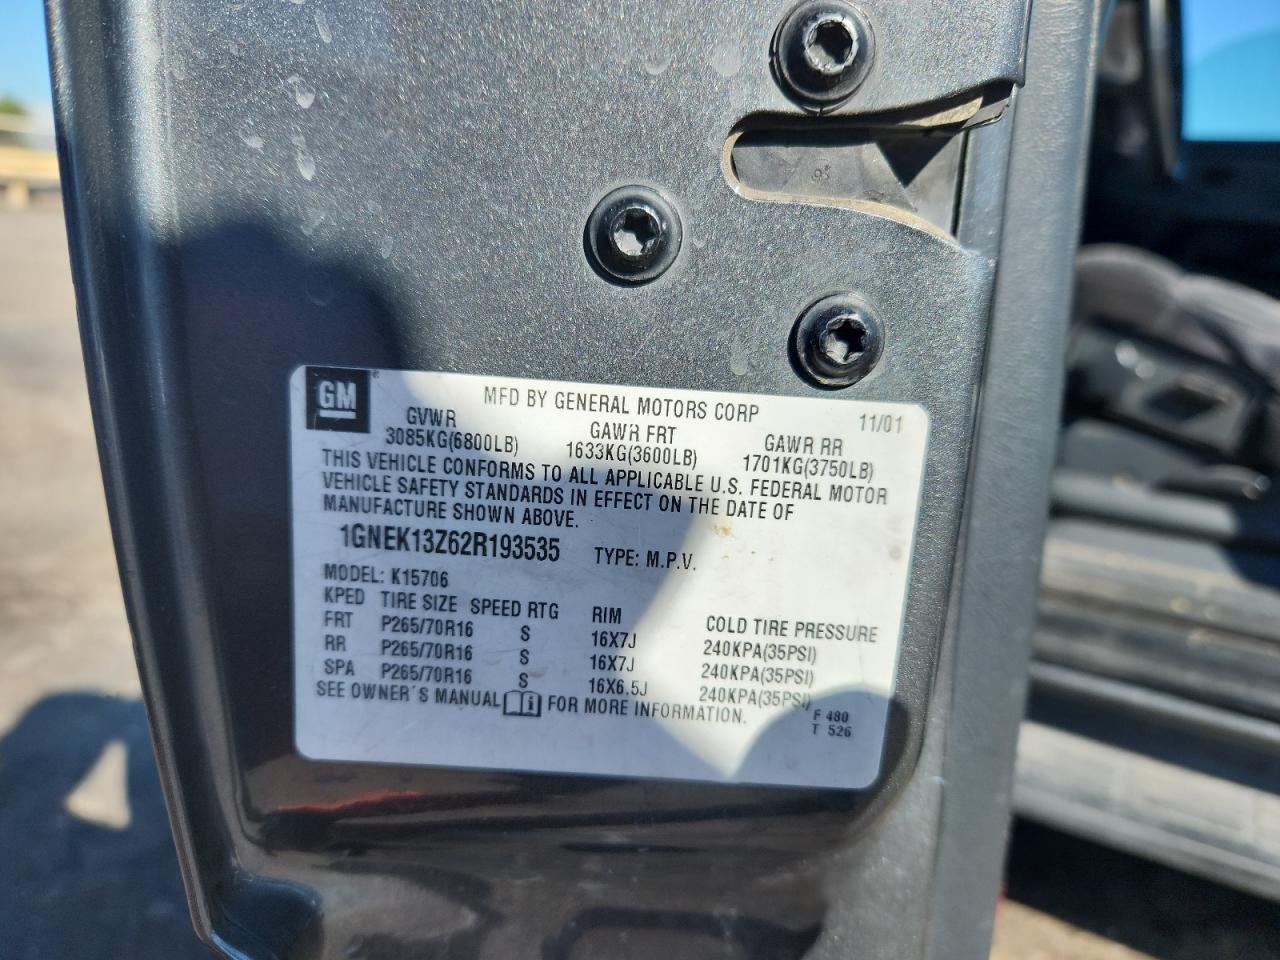 GM
MFD BY GENERAL MOTORS CORP 11/01
GVWR GAWR FRT GAWR RR
3085KG(6800LB) 1633KG(3600LB) 1701KG(3750LB)
THIS VEHICLE CONFORMS TO ALL APPLICABLE U.S. FEDERAL MOTOR
VEHICLE SAFETY STANDARDS IN EFFECT ON THE DATE OF
MANUFACTURE SHOWN ABOVE.
1GNEK13Z62R193535 TYPE: M.P.V.
MODEL: K15706
KPED TIRE SIZE SPEED RTG RIM COLD TIRE PRESSURE
FRT P265/70R16 S 16X7J 240KPA(35PSI)
RR P265/70R16 S 16X7J 240KPA(35PSI)
SPA P265/70R16 S 16X6.5J 240KPA(35PSI)
SEE OWNER'S MANUAL FOR MORE INFORMATION.
F 480
T 526